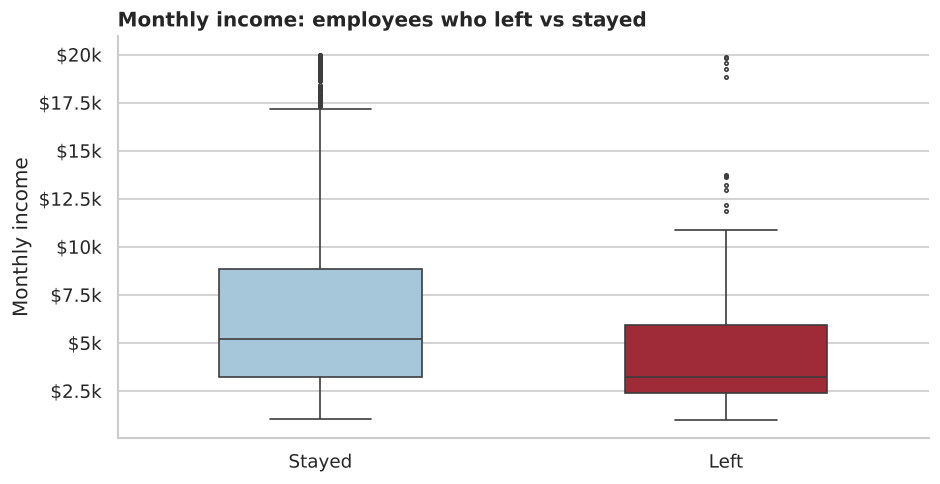 Monthly income: employees who left vs stayed
Monthly income
$20k
$17.5k
$15k
$12.5k
$10k
$7.5k
$5k
$2.5k
Stayed
Left